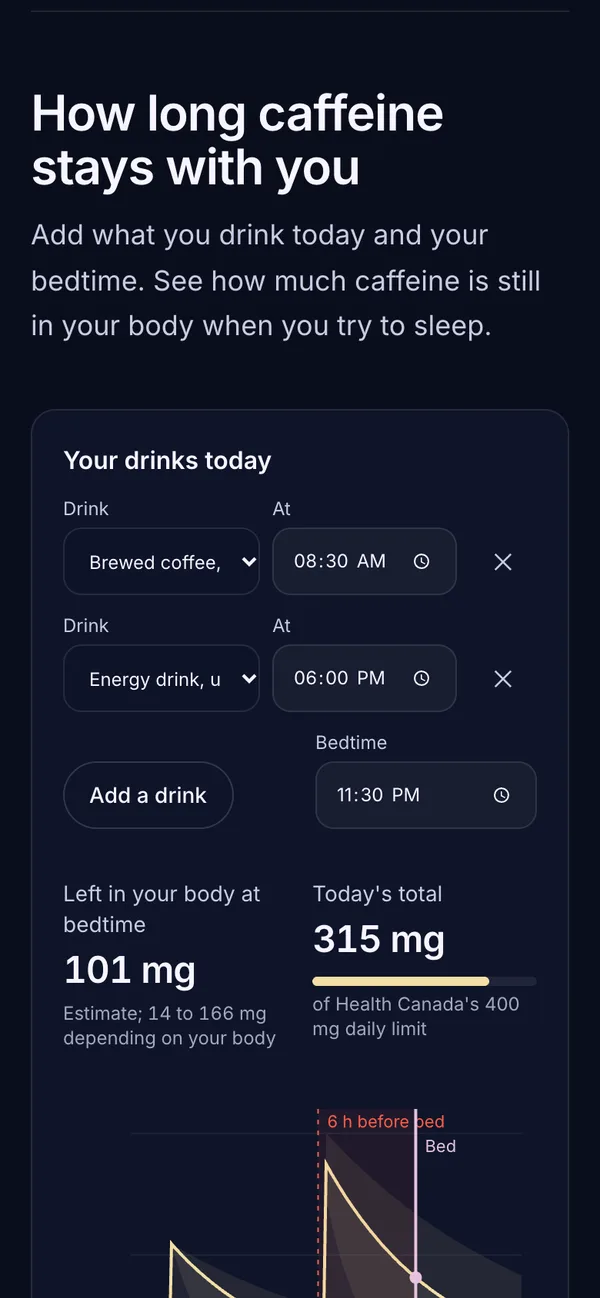 How long caffeine
stays with you
Add what you drink today and your
bedtime. See how much caffeine is still
in your body when you try to sleep.
Your drinks today
Drink At
Brewed coffee, 08:30 AM
Drink At
Energy drink, u 06:00 PM
Bedtime
Add a drink 11:30 PM
Left in your body at
bedtime
101 mg
Estimate; 14 to 166 mg
depending on your body
Today's total
315 mg
of Health Canada's 400
mg daily limit
6 h before bed
Bed